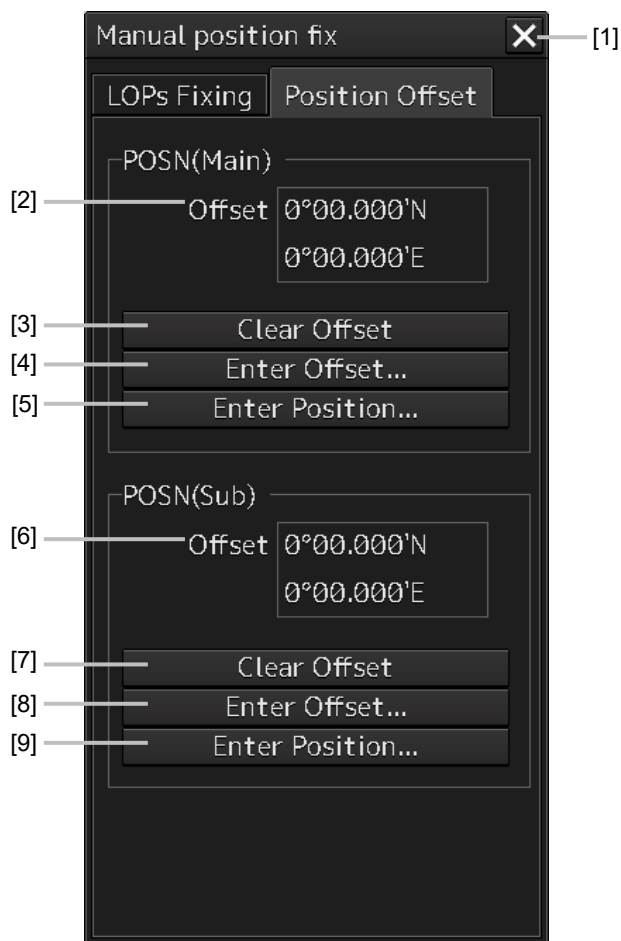 Manual position fix [1]
LOPs Fixing Position Offset
POSN(Main)
[2] Offset 0°00.000'N
0°00.000'E
[3] Clear Offset
[4] Enter Offset...
[5] Enter Position...
POSN(Sub)
[6] Offset 0°00.000'N
0°00.000'E
[7] Clear Offset
[8] Enter Offset...
[9] Enter Position...